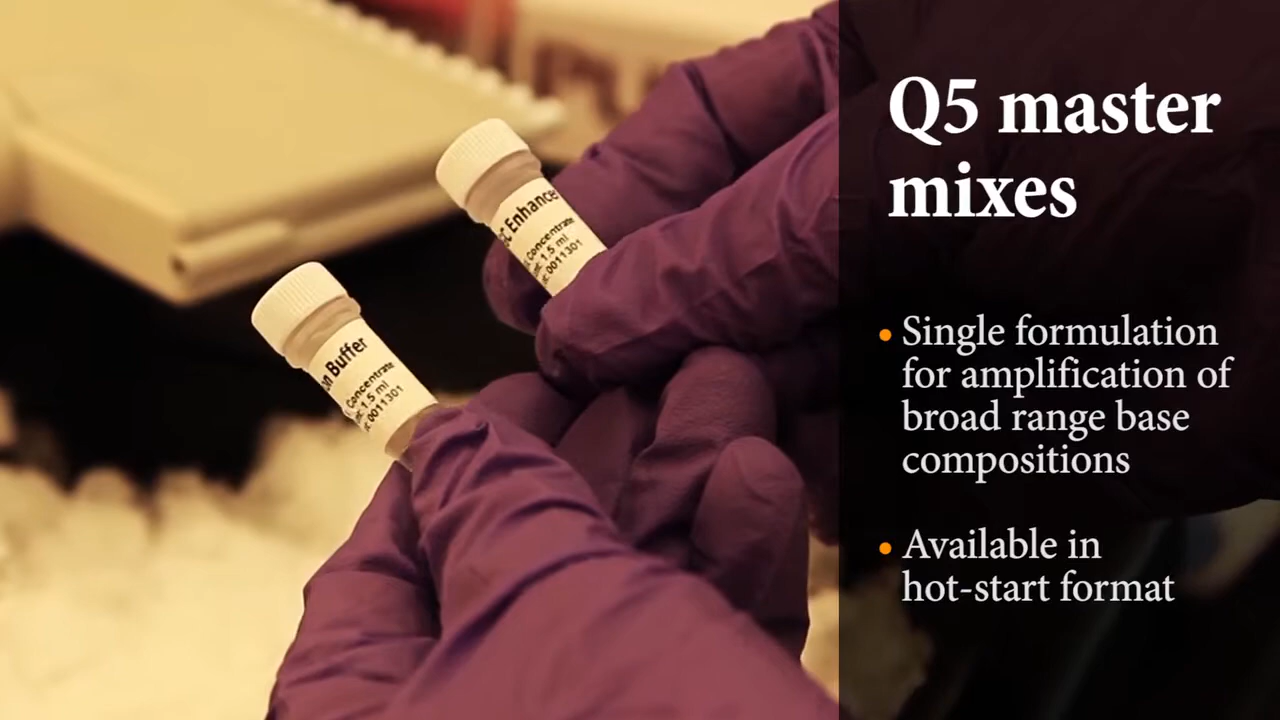 Q5 master
mixes
Single formulation
for amplification of
broad range base
compositions
Available in
hot-start format
Concentrate
1.5 ml
0011301
Buffer
Concentrate
1.5 ml
0011301